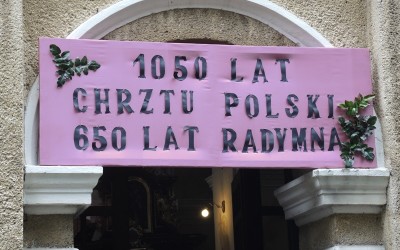 1050 LAT
CHRZTU POLSKI
650 LAT RADYMNA